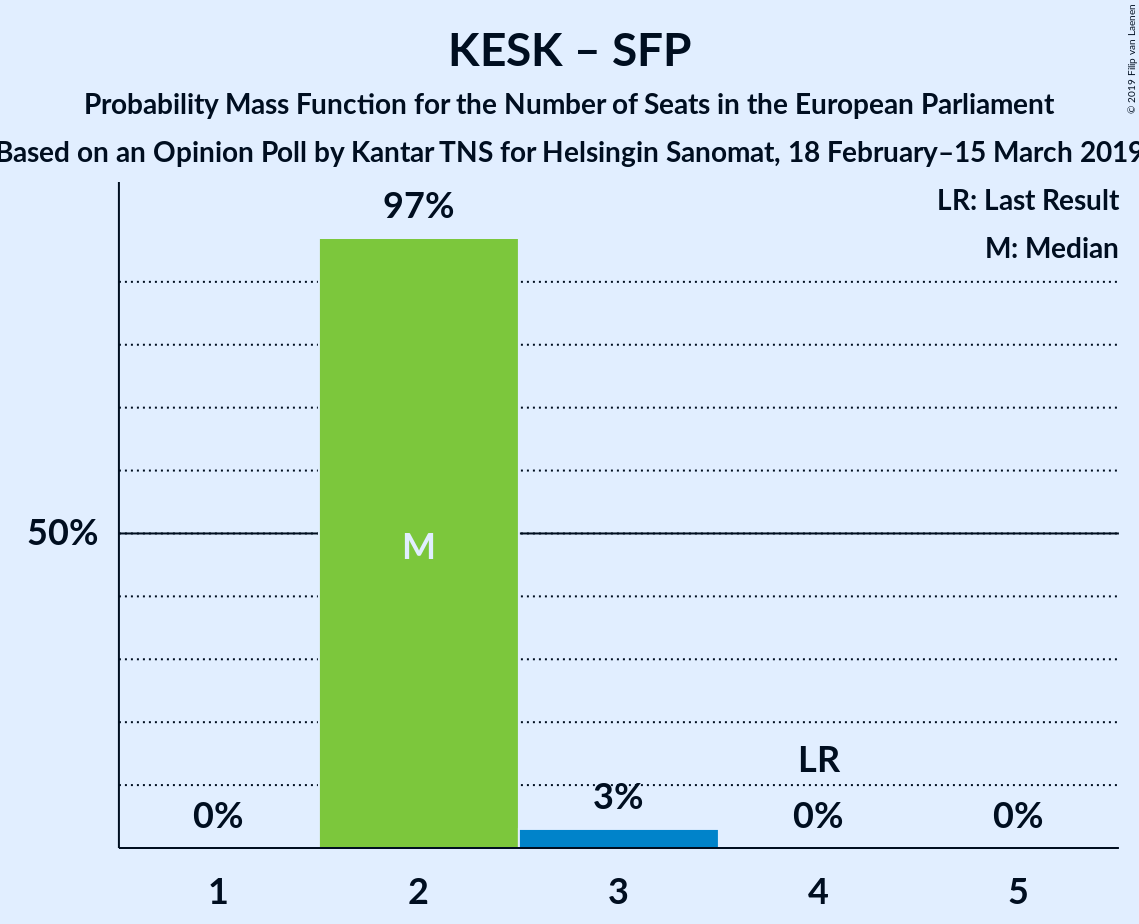 KESK – SFP
Probability Mass Function for the Number of Seats in the European Parliament
Based on an Opinion Poll by Kantar TNS for Helsingin Sanomat, 18 February–15 March 2019
© 2019 Filip van Laenen
LR: Last Result
M: Median
97%
50%
M
LR
0%
3%
0%
0%
1 2 3 4 5